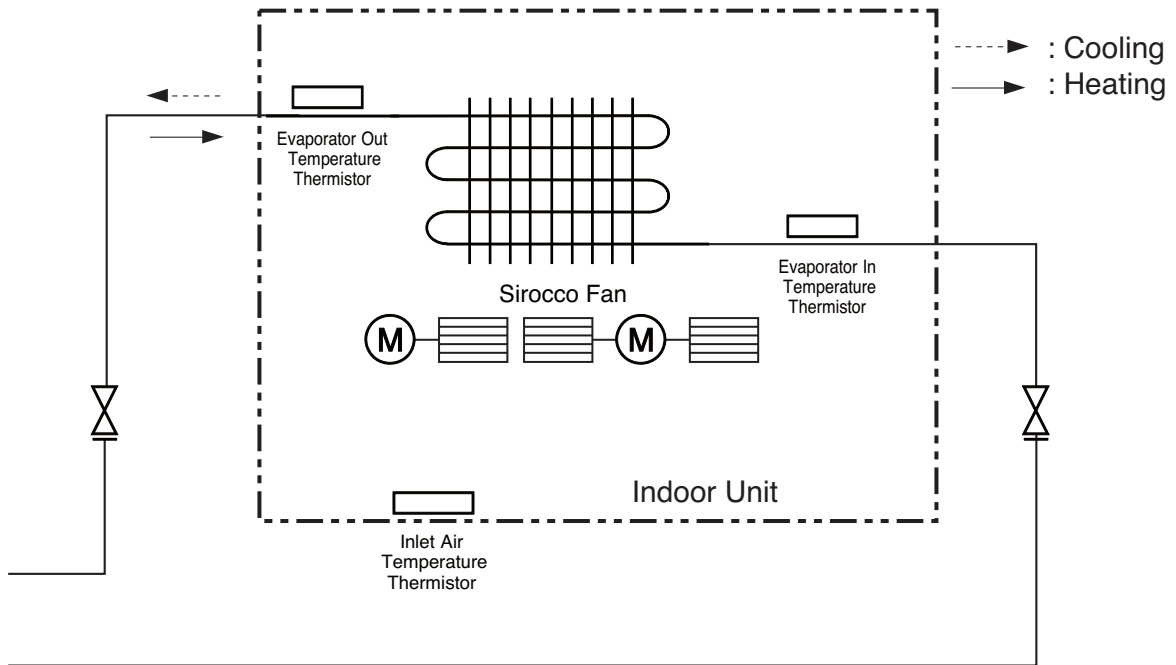 : Cooling
: Heating
Evaporator Out
Temperature
Thermistor
Evaporator In
Temperature
Thermistor
Sirocco Fan
M
M
Indoor Unit
Inlet Air
Temperature
Thermistor